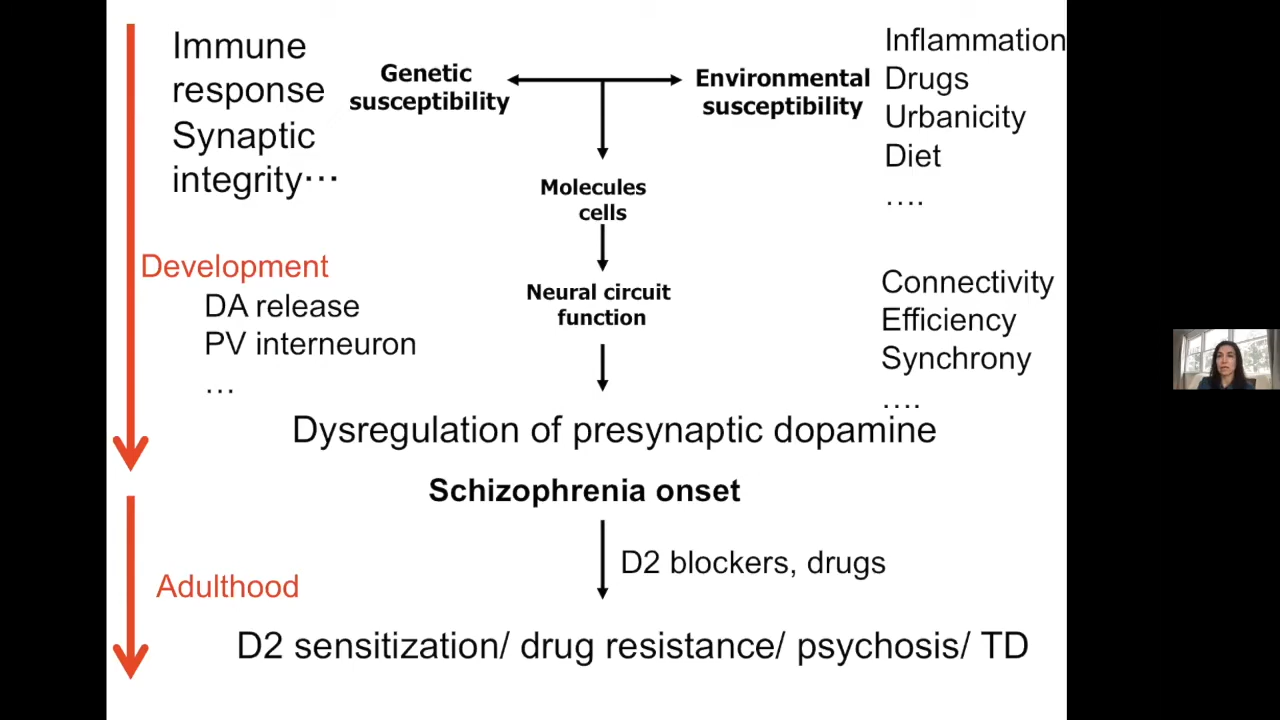 Immune
response
Synaptic
integrity…
Genetic
susceptibility
Environmental
susceptibility
Inflammation
Drugs
Urbanicity
Diet
….
Molecules
cells
Development
DA release
PV interneuron
…
Neural circuit
function
Connectivity
Efficiency
Synchrony
….
Dysregulation of presynaptic dopamine
Schizophrenia onset
D2 blockers, drugs
Adulthood
D2 sensitization/ drug resistance/ psychosis/ TD